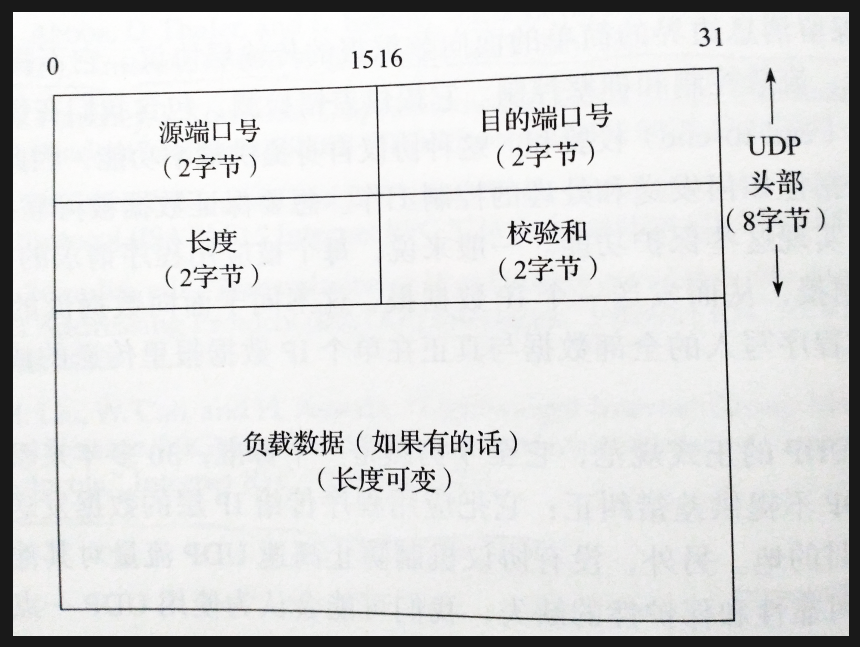 0 1516 31
源端口号
（2字节）
目的端口号
（2字节）
UDP
头部
（8字节）
长度
（2字节）
校验和
（2字节）
负载数据（如果有的话）
（长度可变）